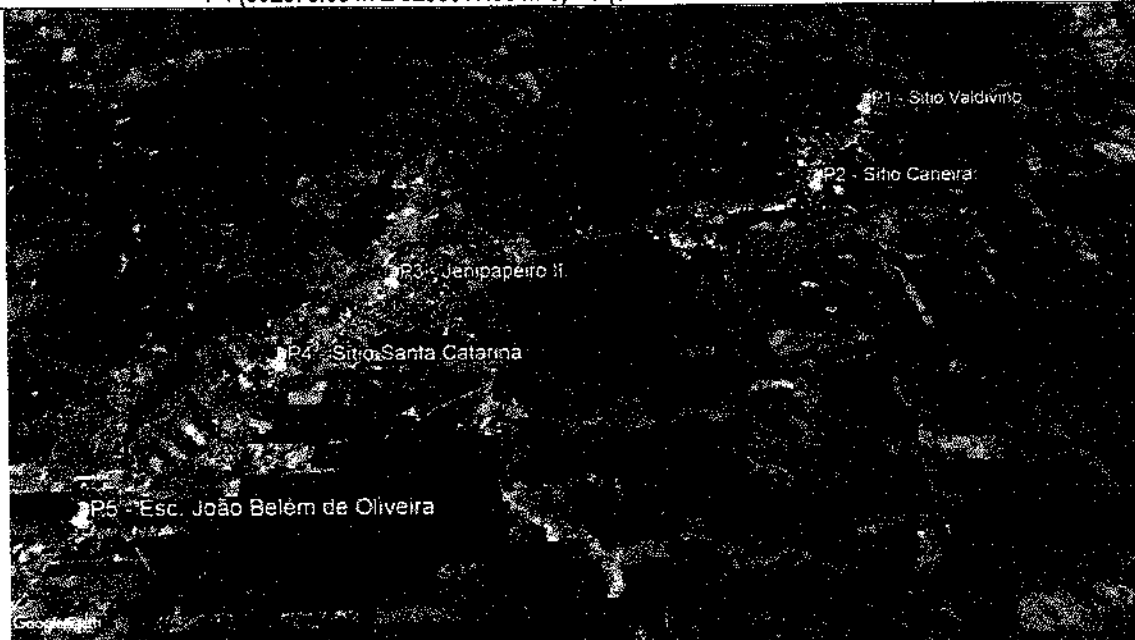 P1 - Sitio Valdivino
P2 - Sitio Caneira
P3 - Jenipapeiro II
P4 - Sitio Santa Catarina
P5 - Esc. João Belém de Oliveira
Google Earth